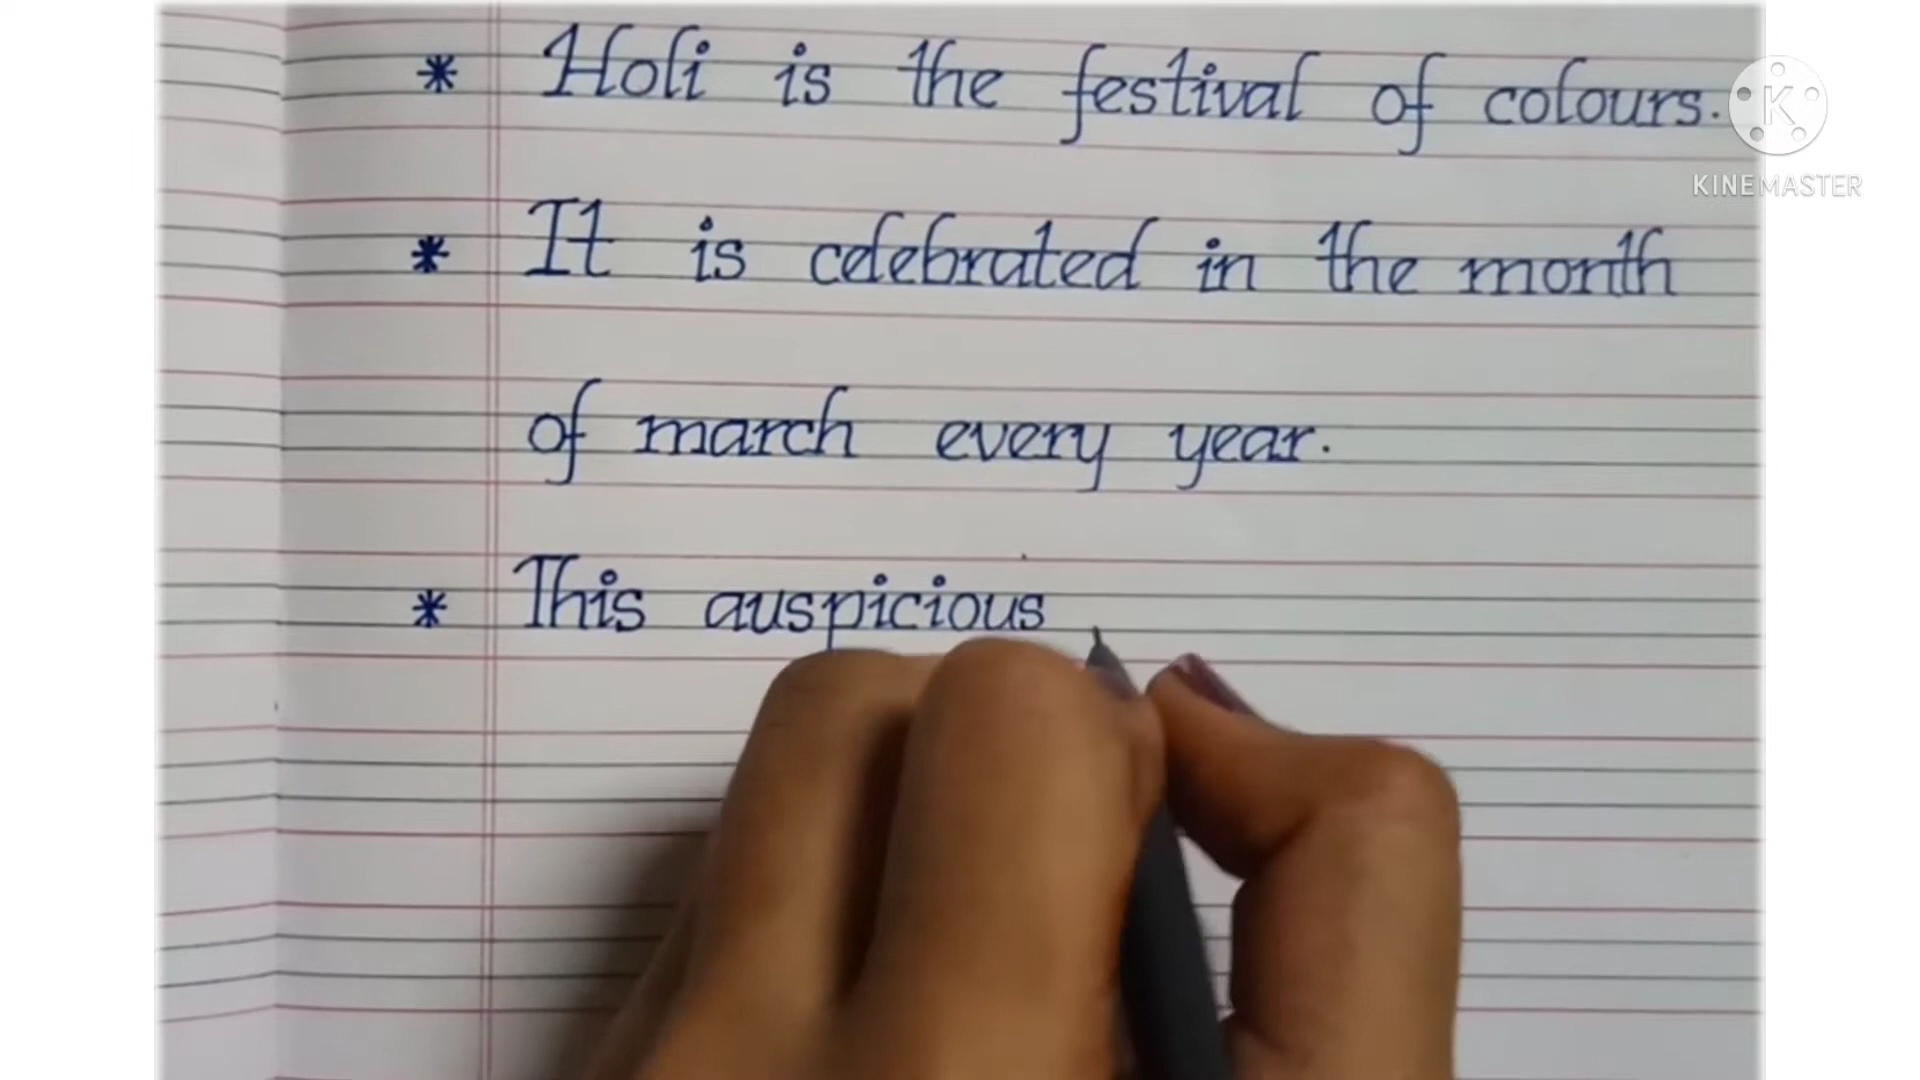 * Holi is the festival of colours.
* It is celebrated in the month
of march every year.
* This auspicious
K
KINEMASTER